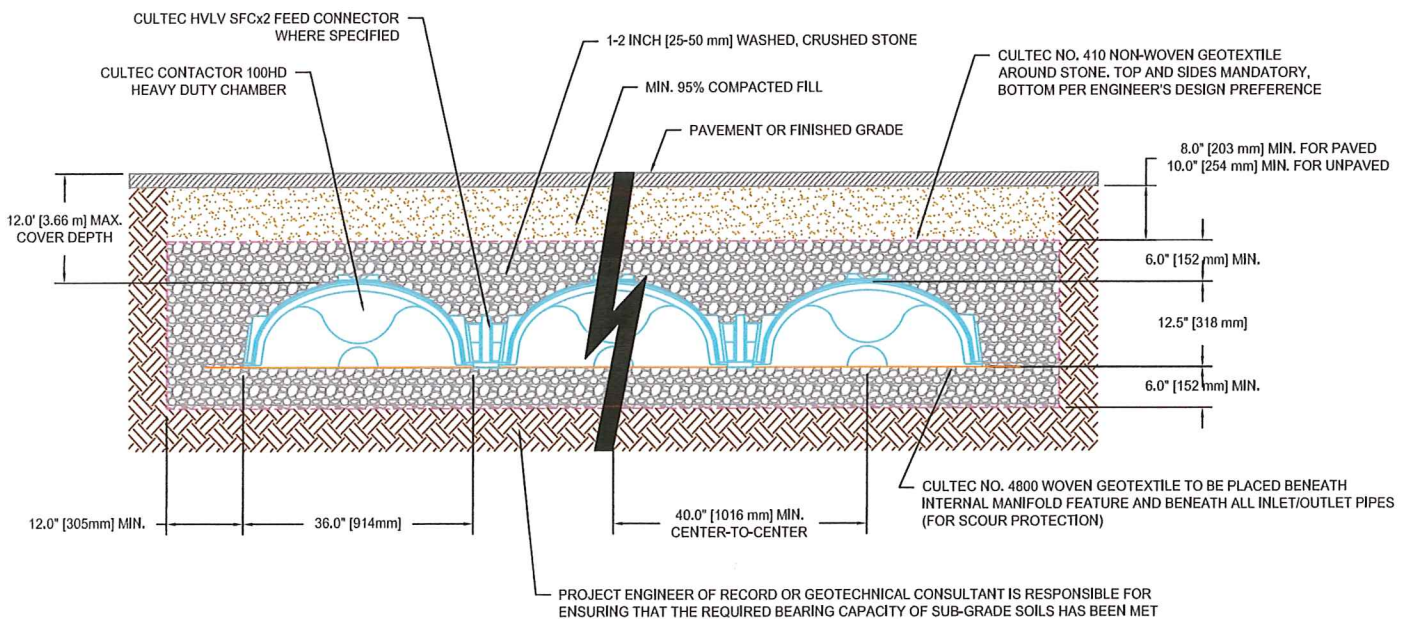 CULTEC HVLV SFCx2 FEED CONNECTOR
WHERE SPECIFIED
1-2 INCH [25-50 mm] WASHED, CRUSHED STONE
CULTEC NO. 410 NON-WOVEN GEOTEXTILE
AROUND STONE. TOP AND SIDES MANDATORY,
BOTTOM PER ENGINEER'S DESIGN PREFERENCE
CULTEC CONTACTOR 100HD
HEAVY DUTY CHAMBER
MIN. 95% COMPACTED FILL
PAVEMENT OR FINISHED GRADE
8.0" [203 mm] MIN. FOR PAVED
10.0" [254 mm] MIN. FOR UNPAVED
12.0' [3.66 m] MAX.
COVER DEPTH
6.0" [152 mm] MIN.
12.5" [318 mm]
6.0" [152 mm] MIN.
CULTEC NO. 4800 WOVEN GEOTEXTILE TO BE PLACED BENEATH
INTERNAL MANIFOLD FEATURE AND BENEATH ALL INLET/OUTLET PIPES
(FOR SCOUR PROTECTION)
12.0" [305mm] MIN.
36.0" [914mm]
40.0" [1016 mm] MIN.
CENTER-TO-CENTER
PROJECT ENGINEER OF RECORD OR GEOTECHNICAL CONSULTANT IS RESPONSIBLE FOR
ENSURING THAT THE REQUIRED BEARING CAPACITY OF SUB-GRADE SOILS HAS BEEN MET